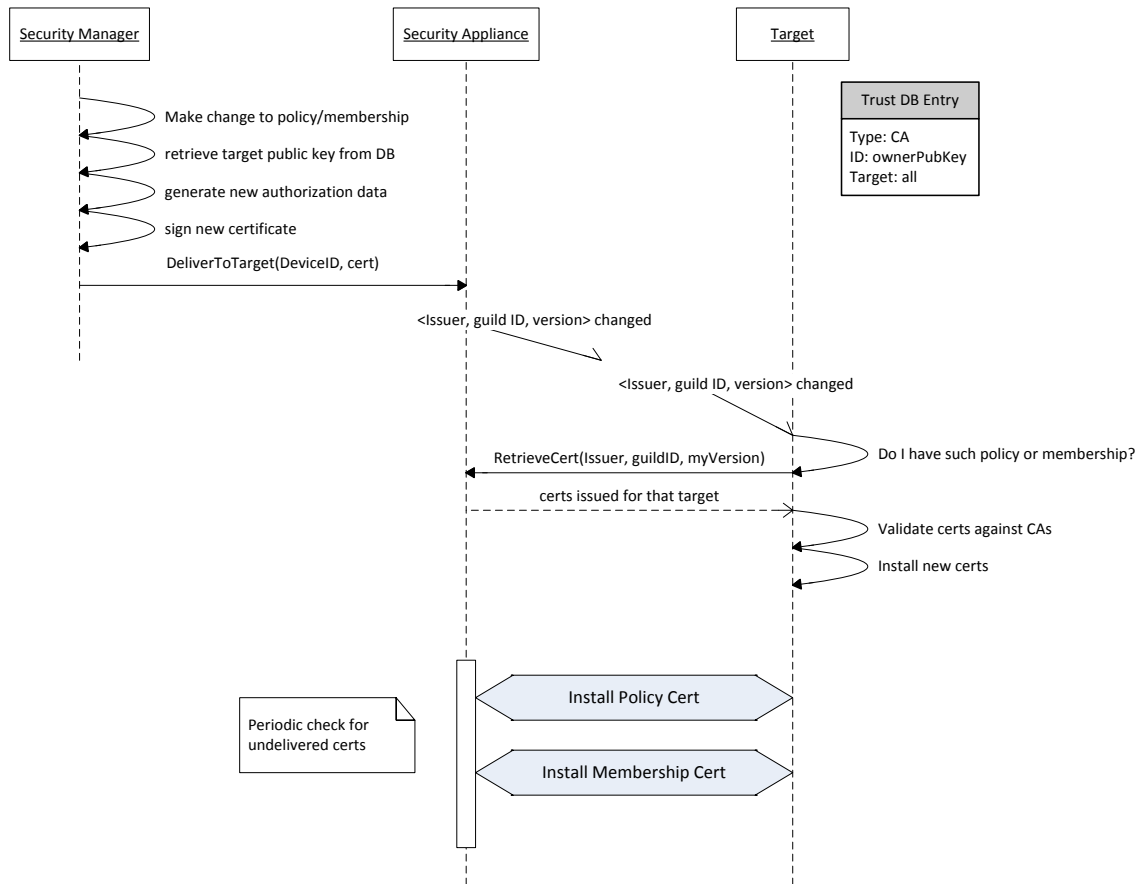 Security Manager
Security Appliance
Target
Trust DB Entry
Type: CA
ID: ownerPubKey
Target: all
Make change to policy/membership
retrieve target public key from DB
generate new authorization data
sign new certificate
DeliverToTarget(DeviceID, cert)
<Issuer, guild ID, version> changed
<Issuer, guild ID, version> changed
Do I have such policy or membership?
RetrieveCert(Issuer, guildID, myVersion)
certs issued for that target
Validate certs against CAs
Install new certs
Install Policy Cert
Periodic check for
undelivered certs
Install Membership Cert